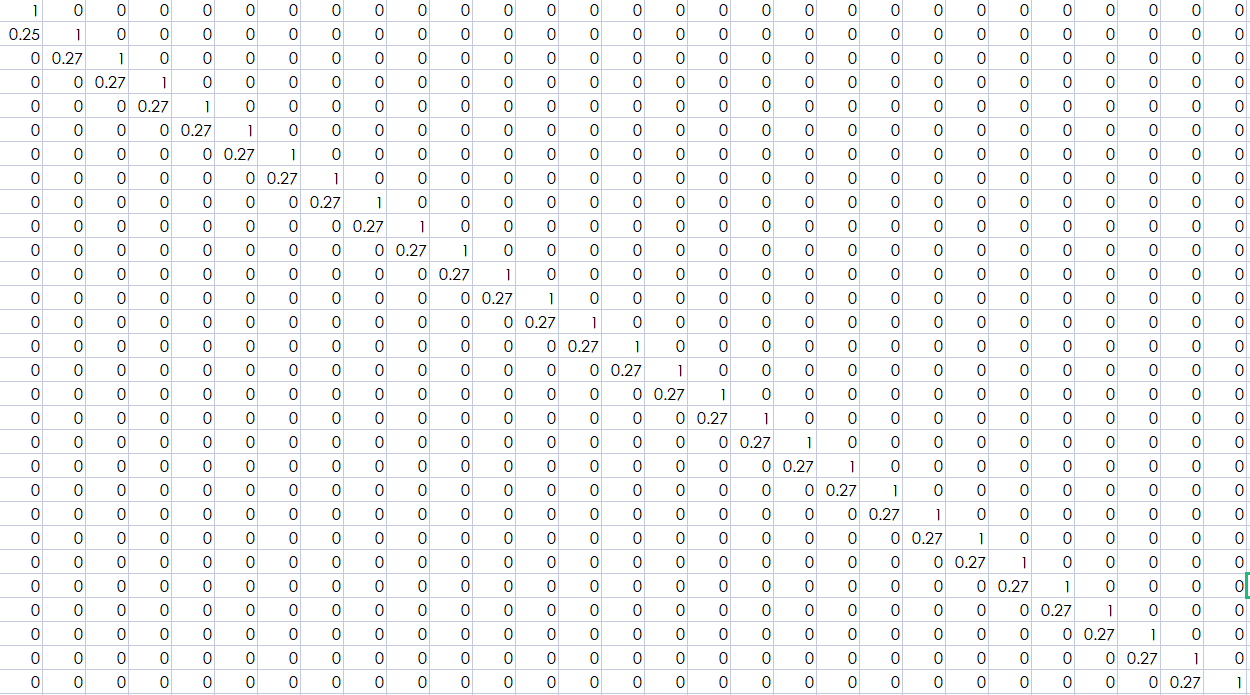 1 0 0 0 0 0 0 0 0 0 0 0 0 0 0 0 0 0 0 0 0 0 0 0 0 0 0 0 0
0.25 1 0 0 0 0 0 0 0 0 0 0 0 0 0 0 0 0 0 0 0 0 0 0 0 0 0 0 0
0 0.27 1 0 0 0 0 0 0 0 0 0 0 0 0 0 0 0 0 0 0 0 0 0 0 0 0 0 0
0 0 0.27 1 0 0 0 0 0 0 0 0 0 0 0 0 0 0 0 0 0 0 0 0 0 0 0 0 0
0 0 0 0.27 1 0 0 0 0 0 0 0 0 0 0 0 0 0 0 0 0 0 0 0 0 0 0 0 0
0 0 0 0 0.27 1 0 0 0 0 0 0 0 0 0 0 0 0 0 0 0 0 0 0 0 0 0 0 0
0 0 0 0 0 0.27 1 0 0 0 0 0 0 0 0 0 0 0 0 0 0 0 0 0 0 0 0 0 0
0 0 0 0 0 0 0.27 1 0 0 0 0 0 0 0 0 0 0 0 0 0 0 0 0 0 0 0 0 0
0 0 0 0 0 0 0 0.27 1 0 0 0 0 0 0 0 0 0 0 0 0 0 0 0 0 0 0 0 0
0 0 0 0 0 0 0 0 0.27 1 0 0 0 0 0 0 0 0 0 0 0 0 0 0 0 0 0 0 0
0 0 0 0 0 0 0 0 0 0.27 1 0 0 0 0 0 0 0 0 0 0 0 0 0 0 0 0 0 0
0 0 0 0 0 0 0 0 0 0 0.27 1 0 0 0 0 0 0 0 0 0 0 0 0 0 0 0 0 0
0 0 0 0 0 0 0 0 0 0 0 0.27 1 0 0 0 0 0 0 0 0 0 0 0 0 0 0 0 0
0 0 0 0 0 0 0 0 0 0 0 0 0.27 1 0 0 0 0 0 0 0 0 0 0 0 0 0 0 0
0 0 0 0 0 0 0 0 0 0 0 0 0 0.27 1 0 0 0 0 0 0 0 0 0 0 0 0 0 0
0 0 0 0 0 0 0 0 0 0 0 0 0 0 0.27 1 0 0 0 0 0 0 0 0 0 0 0 0 0
0 0 0 0 0 0 0 0 0 0 0 0 0 0 0 0.27 1 0 0 0 0 0 0 0 0 0 0 0 0
0 0 0 0 0 0 0 0 0 0 0 0 0 0 0 0 0.27 1 0 0 0 0 0 0 0 0 0 0 0
0 0 0 0 0 0 0 0 0 0 0 0 0 0 0 0 0 0.27 1 0 0 0 0 0 0 0 0 0 0
0 0 0 0 0 0 0 0 0 0 0 0 0 0 0 0 0 0 0.27 1 0 0 0 0 0 0 0 0 0
0 0 0 0 0 0 0 0 0 0 0 0 0 0 0 0 0 0 0 0.27 1 0 0 0 0 0 0 0 0
0 0 0 0 0 0 0 0 0 0 0 0 0 0 0 0 0 0 0 0 0.27 1 0 0 0 0 0 0 0
0 0 0 0 0 0 0 0 0 0 0 0 0 0 0 0 0 0 0 0 0 0.27 1 0 0 0 0 0 0
0 0 0 0 0 0 0 0 0 0 0 0 0 0 0 0 0 0 0 0 0 0 0.27 1 0 0 0 0 0
0 0 0 0 0 0 0 0 0 0 0 0 0 0 0 0 0 0 0 0 0 0 0 0.27 1 0 0 0 0
0 0 0 0 0 0 0 0 0 0 0 0 0 0 0 0 0 0 0 0 0 0 0 0 0.27 1 0 0 0
0 0 0 0 0 0 0 0 0 0 0 0 0 0 0 0 0 0 0 0 0 0 0 0 0 0.27 1 0 0
0 0 0 0 0 0 0 0 0 0 0 0 0 0 0 0 0 0 0 0 0 0 0 0 0 0 0.27 1 0
0 0 0 0 0 0 0 0 0 0 0 0 0 0 0 0 0 0 0 0 0 0 0 0 0 0 0 0.27 1